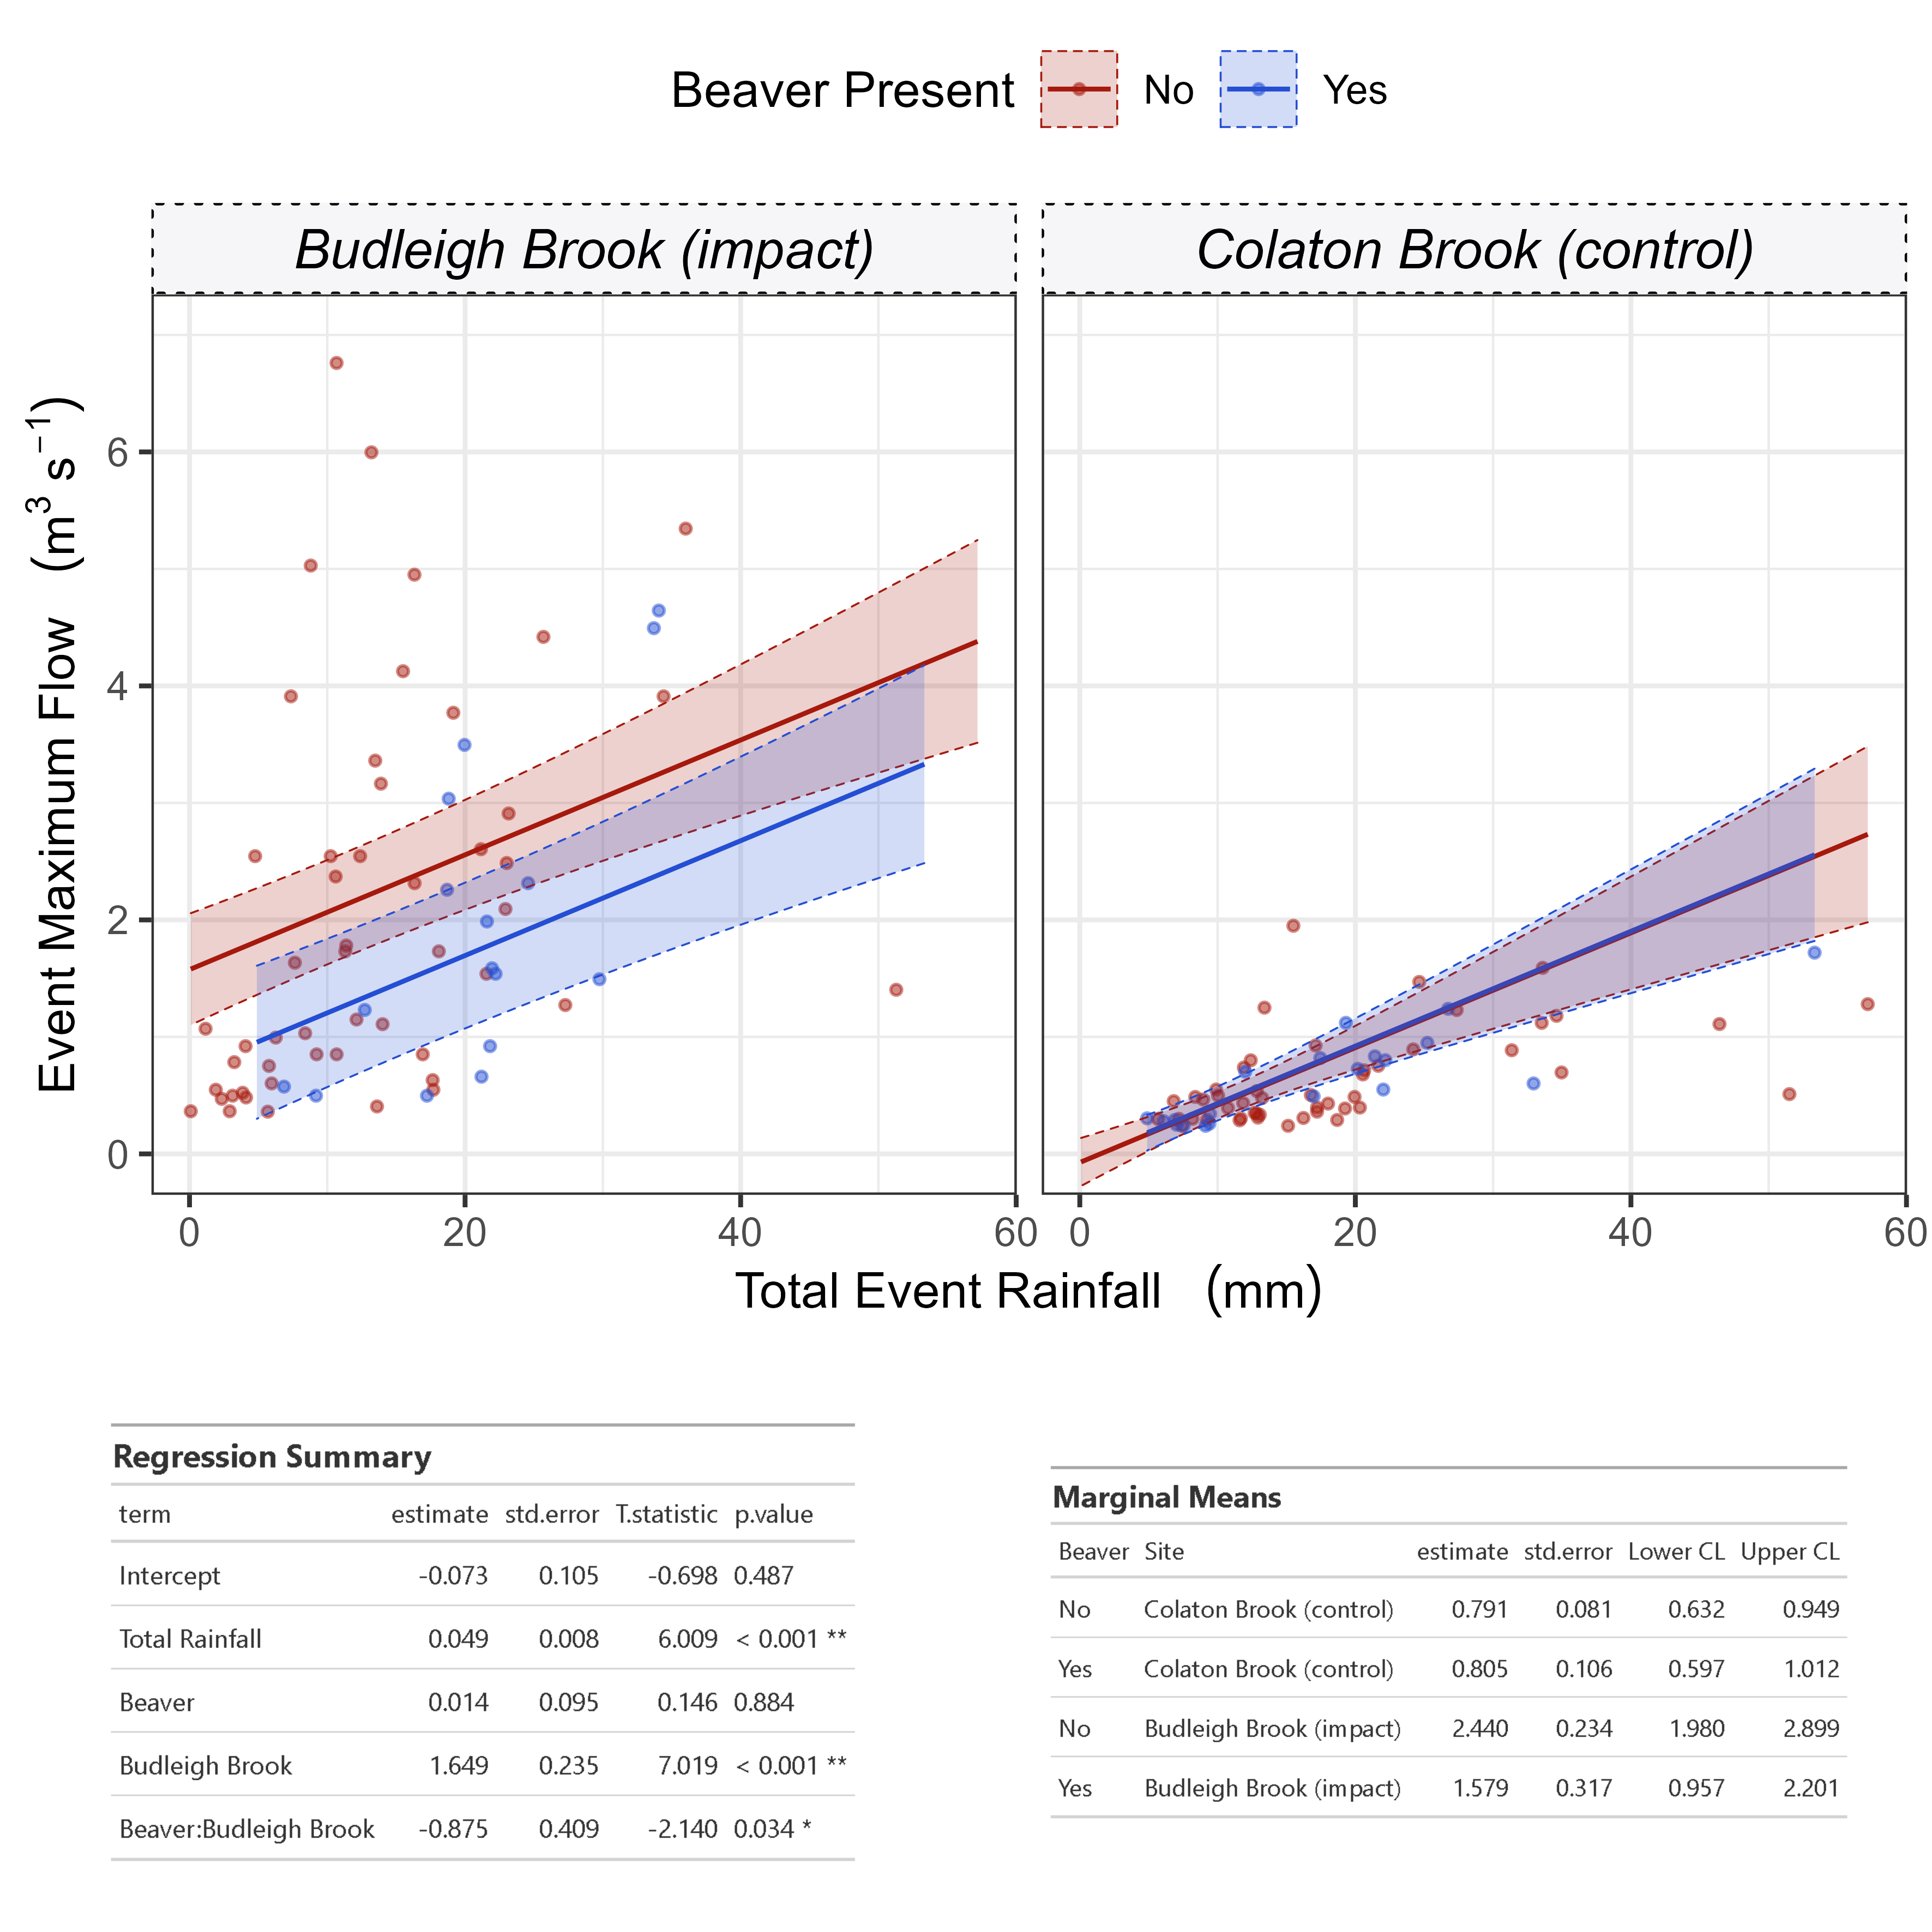 Beaver Present No Yes
Budleigh Brook (impact) Colaton Brook (control)
Event Maximum Flow (m³ s⁻¹)
6
4
2
0
0 20 40 60 0 20 40 60
Total Event Rainfall (mm)
Regression Summary
term estimate std.error T.statistic p.value
Intercept -0.073 0.105 -0.698 0.487
Total Rainfall 0.049 0.008 6.009 < 0.001 **
Beaver 0.014 0.095 0.146 0.884
Budleigh Brook 1.649 0.235 7.019 < 0.001 **
Beaver:Budleigh Brook -0.875 0.409 -2.140 0.034 *
Marginal Means
Beaver Site estimate std.error Lower CL Upper CL
No Colaton Brook (control) 0.791 0.081 0.632 0.949
Yes Colaton Brook (control) 0.805 0.106 0.597 1.012
No Budleigh Brook (impact) 2.440 0.234 1.980 2.899
Yes Budleigh Brook (impact) 1.579 0.317 0.957 2.201